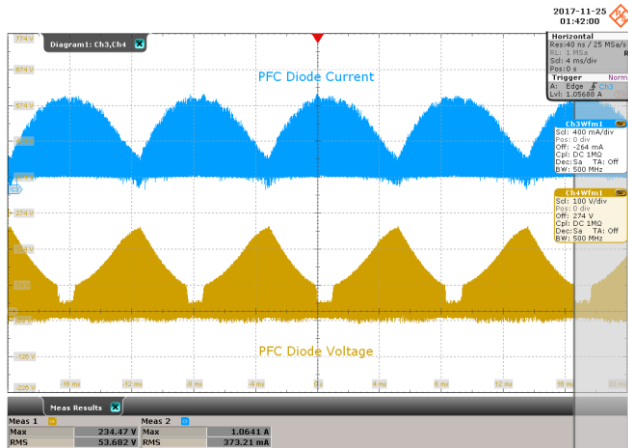 2017-11-25
01:42:00
Diagram1: Ch3,Ch4
774 V
674 V
574 V
274 V
-126 V
-226 V
PFC Diode Current
PFC Diode Voltage
-16 ms
-12 ms
-8 ms
-4 ms
0 s
4 ms
8 ms
12 ms
16 ms
Horizontal
Res:40 ns / 25 MSa/s
RL: 1 MSa
Scl: 4 ms/div
Pos:0 s
Trigger Norm
A: Edge Ch3
Lvl: 1.05688 A
Ch3Wfm1
Scl: 400 mA/div
Pos: 0 div
Off: -264 mA
Cpl: DC 1MΩ
Dec:Sa TA: Off
BW: 500 MHz
Ch4Wfm1
Scl: 100 V/div
Pos: 0 div
Off: 274 V
Cpl: DC 1MΩ
Dec:Sa TA: Off
BW: 500 MHz
Meas Results
Meas 1 Meas 2
Max 234.47 V Max 1.0641 A
RMS 53.682 V RMS 373.21 mA